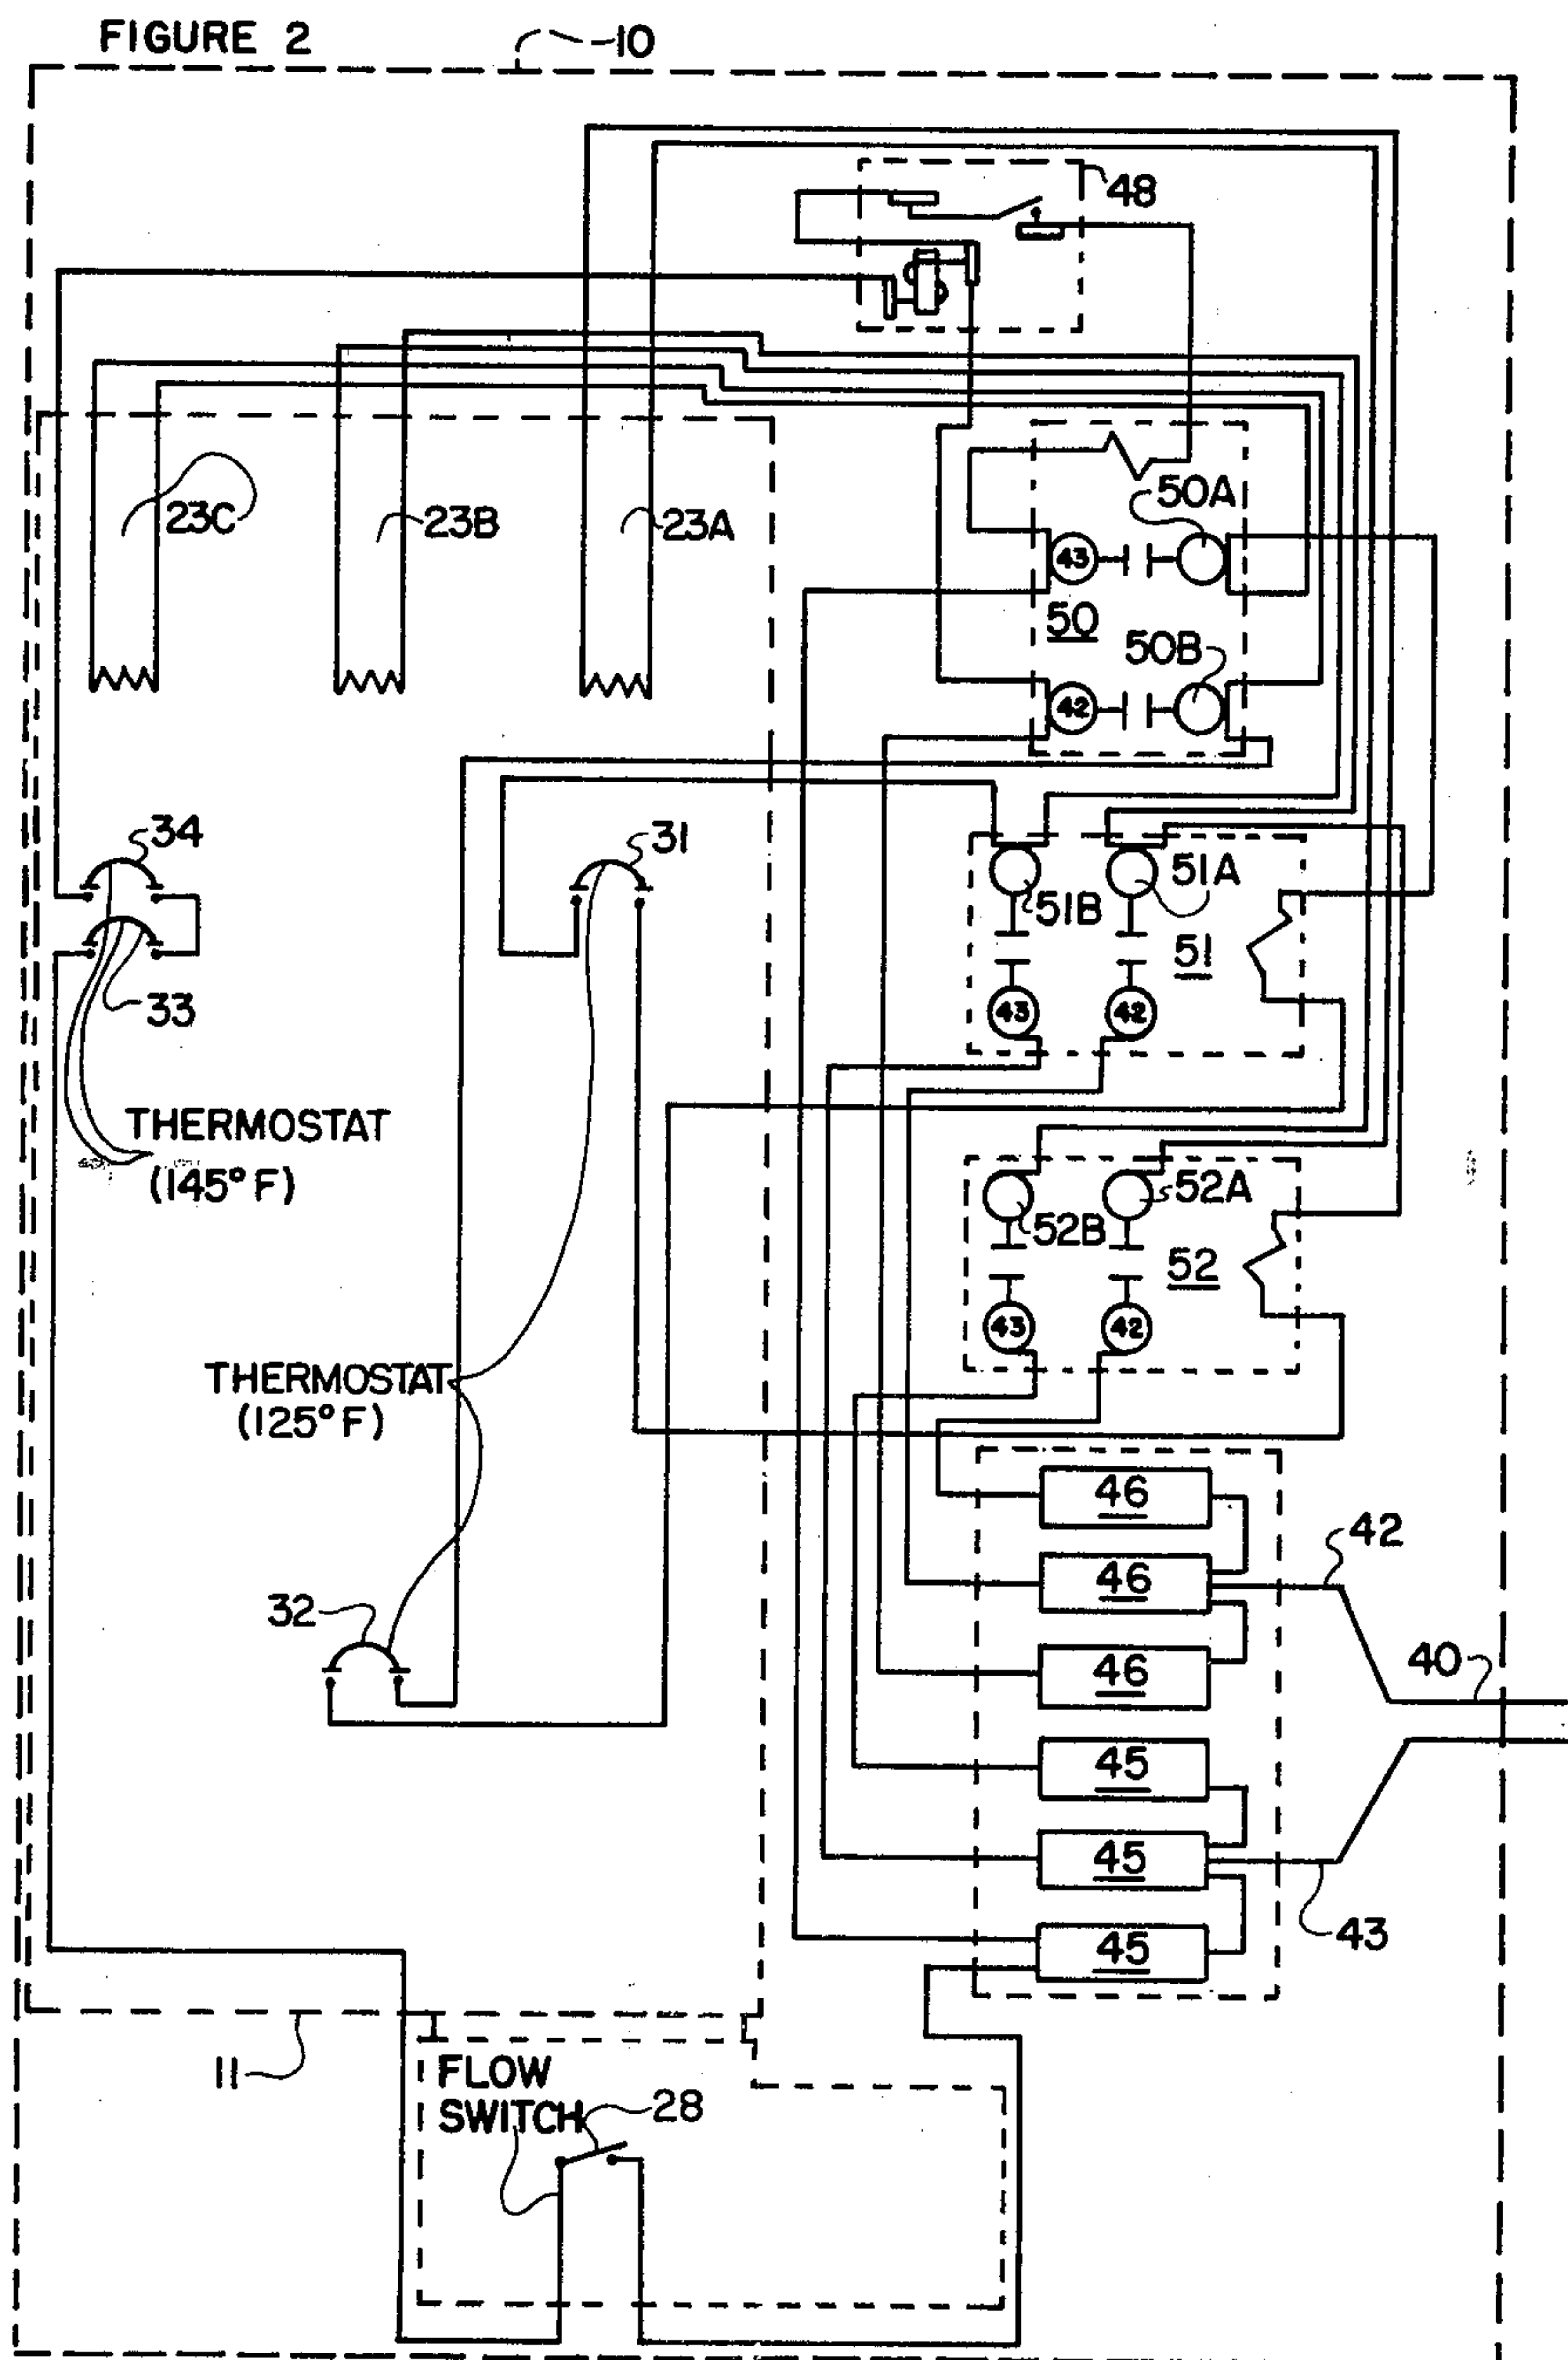 FIGURE 2
10
48
23C
23B
23A
50A
43
50
50B
42
34
31
51A
51B
51
33
43
42
THERMOSTAT
(145°F)
52A
52B
52
43
42
THERMOSTAT
(125°F)
46
42
46
32
40
46
45
45
43
45
11
FLOW
SWITCH
28